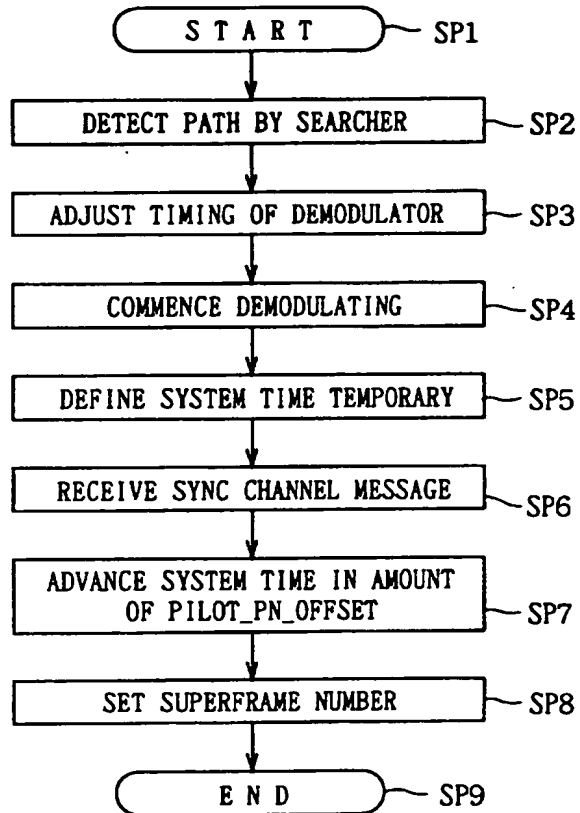 START SP1
DETECT PATH BY SEARCHER SP2
ADJUST TIMING OF DEMODULATOR SP3
COMMENCE DEMODULATING SP4
DEFINE SYSTEM TIME TEMPORARY SP5
RECEIVE SYNC CHANNEL MESSAGE SP6
ADVANCE SYSTEM TIME IN AMOUNT
OF PILOT_PN_OFFSET SP7
SET SUPERFRAME NUMBER SP8
END SP9